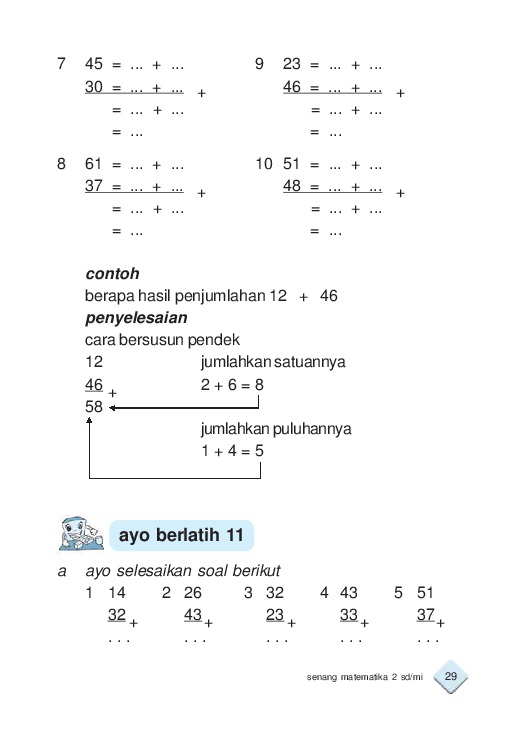 7 45 = ... + ...
30 = ... + ... +
= ... + ...
= ...
9 23 = ... + ...
46 = ... + ... +
= ... + ...
= ...
8 61 = ... + ...
37 = ... + ... +
= ... + ...
= ...
10 51 = ... + ...
48 = ... + ... +
= ... + ...
= ...
contoh
berapa hasil penjumlahan 12 + 46
penyelesaian
cara bersusun pendek
12 jumlahkan satuannya
46 + 2 + 6 = 8
58
jumlahkan puluhannya
1 + 4 = 5
ayo berlatih 11
a ayo selesaikan soal berikut
1 14 2 26 3 32 4 43 5 51
32 + 43 + 23 + 33 + 37 +
. . . . . . . . . . . . . . .
senang matematika 2 sd/mi 29